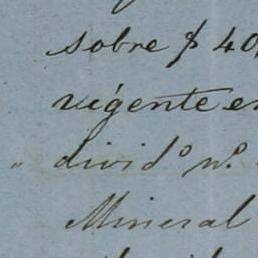 sobre $ 40,
vigente en
" divid.º n.º
Mineral